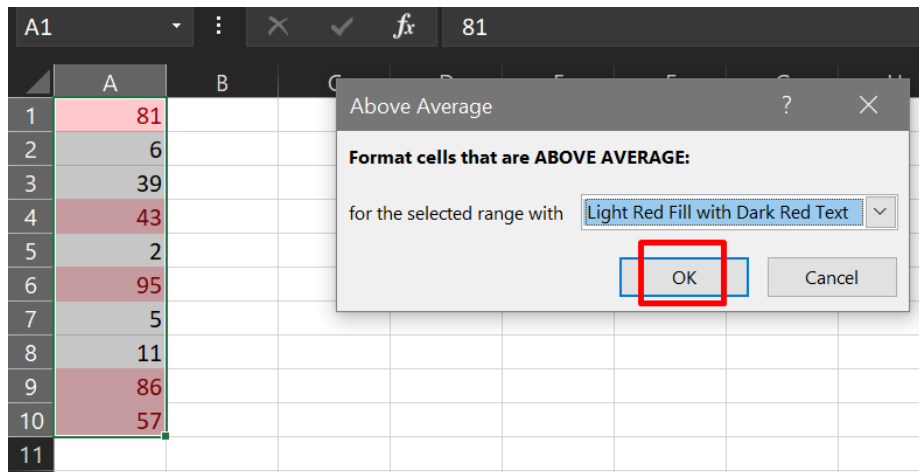 A1 fx 81
A B
Above Average ? ×
1 81
Format cells that are ABOVE AVERAGE:
2 6
3 39
for the selected range with Light Red Fill with Dark Red Text
4 43
5 2
OK Cancel
6 95
7 5
8 11
9 86
10 57
11